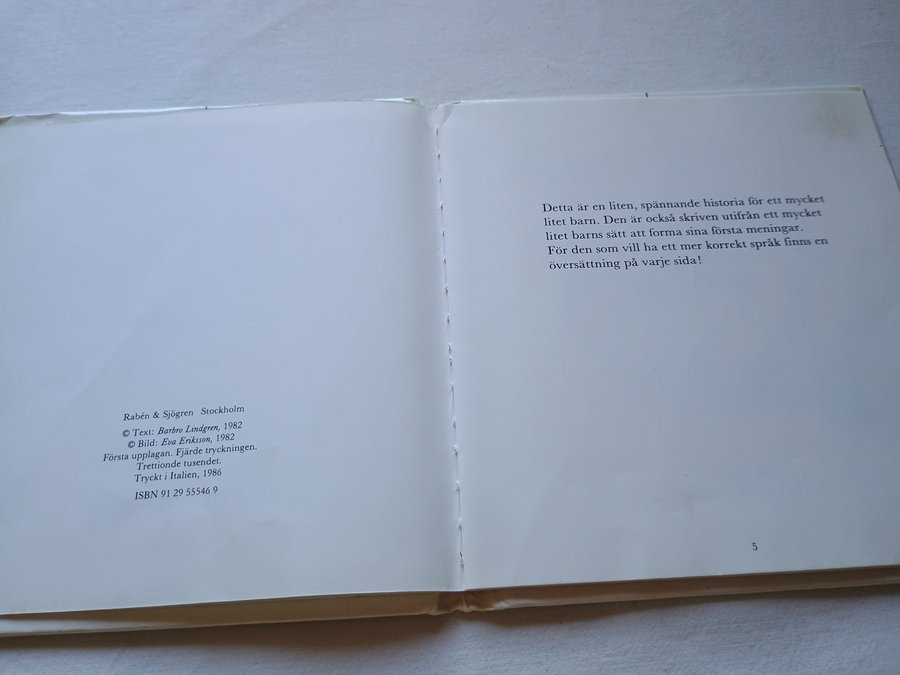 Rabén & Sjögren Stockholm
© Text: Barbro Lindgren, 1982
© Bild: Eva Eriksson, 1982
Första upplagan. Fjärde tryckningen.
Trettionde tusendet.
Tryckt i Italien, 1986
ISBN 91 29 55546 9
Detta är en liten, spännande historia för ett mycket
litet barn. Den är också skriven utifrån ett mycket
litet barns sätt att forma sina första meningar.
För den som vill ha ett mer korrekt språk finns en
översättning på varje sida!
5